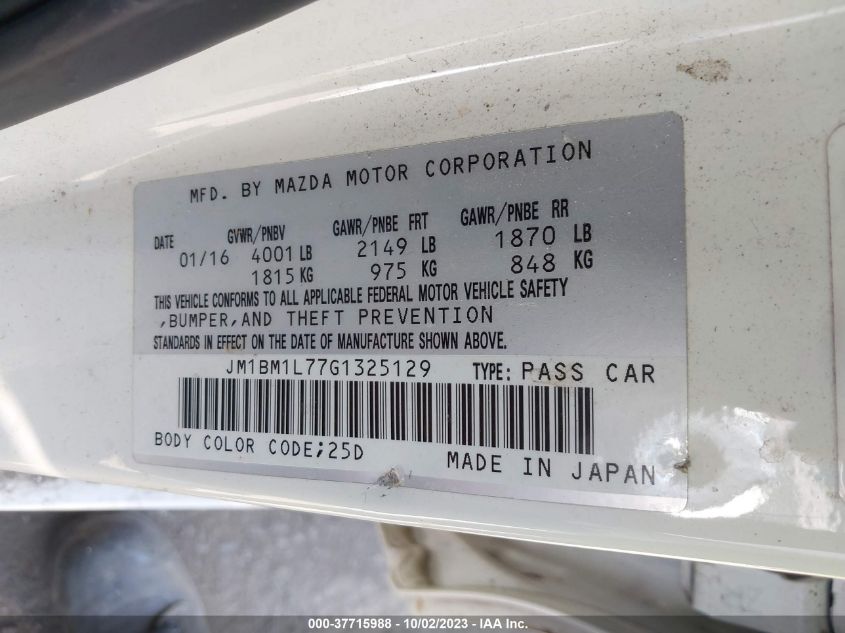 MFD. BY MAZDA MOTOR CORPORATION
DATE GVWR/PNBV GAWR/PNBE FRT GAWR/PNBE RR
01/16 4001 LB 2149 LB 1870 LB
1815 KG 975 KG 848 KG
THIS VEHICLE CONFORMS TO ALL APPLICABLE FEDERAL MOTOR VEHICLE SAFETY
,BUMPER,AND THEFT PREVENTION
STANDARDS IN EFFECT ON THE DATE OF MANUFACTURE SHOWN ABOVE.
JM1BM1L77G1325129 TYPE: PASS CAR
BODY COLOR CODE;25D MADE IN JAPAN
000-37715988 - 10/02/2023 - IAA Inc.